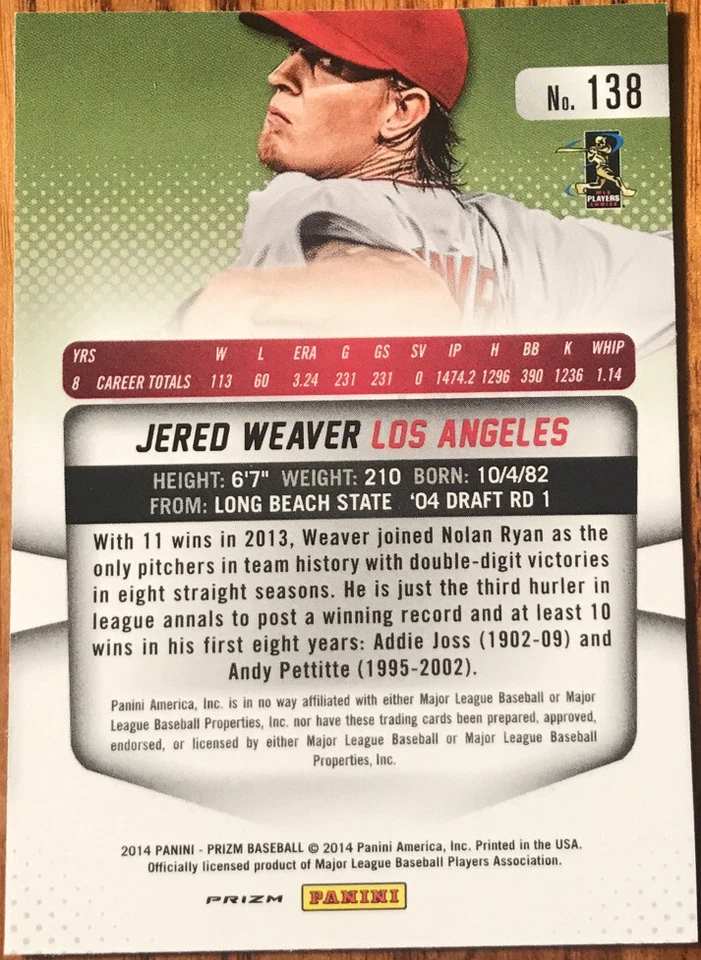 No. 138
MLB
PLAYERS
CHOICE
YRS W L ERA G GS SV IP H BB K WHIP
8 CAREER TOTALS 113 60 3.24 231 231 0 1474.2 1296 390 1236 1.14
JERED WEAVER LOS ANGELES
HEIGHT: 6'7" WEIGHT: 210 BORN: 10/4/82
FROM: LONG BEACH STATE '04 DRAFT RD 1
With 11 wins in 2013, Weaver joined Nolan Ryan as the
only pitchers in team history with double-digit victories
in eight straight seasons. He is just the third hurler in
league annals to post a winning record and at least 10
wins in his first eight years: Addie Joss (1902-09) and
Andy Pettitte (1995-2002).
Panini America, Inc. is in no way affiliated with either Major League Baseball or Major
League Baseball Properties, Inc. nor have these trading cards been prepared, approved,
endorsed, or licensed by either Major League Baseball or Major League Baseball
Properties, Inc.
2014 PANINI - PRIZM BASEBALL © 2014 Panini America, Inc. Printed in the USA.
Officially licensed product of Major League Baseball Players Association.
PRIZM PANINI